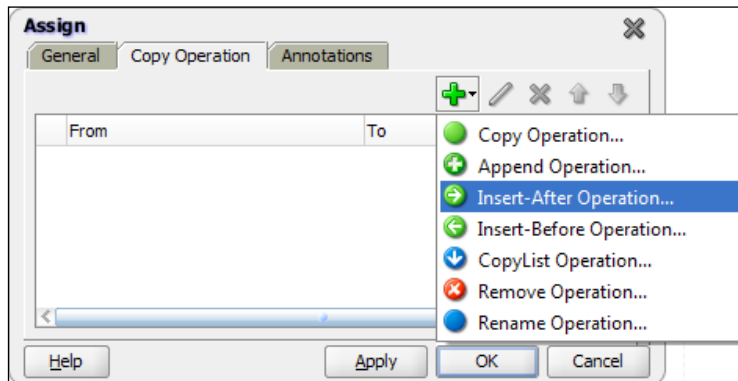 Assign
General Copy Operation Annotations
From To
Copy Operation...
Append Operation...
Insert-After Operation...
Insert-Before Operation...
CopyList Operation...
Remove Operation...
Rename Operation...
Help Apply OK Cancel